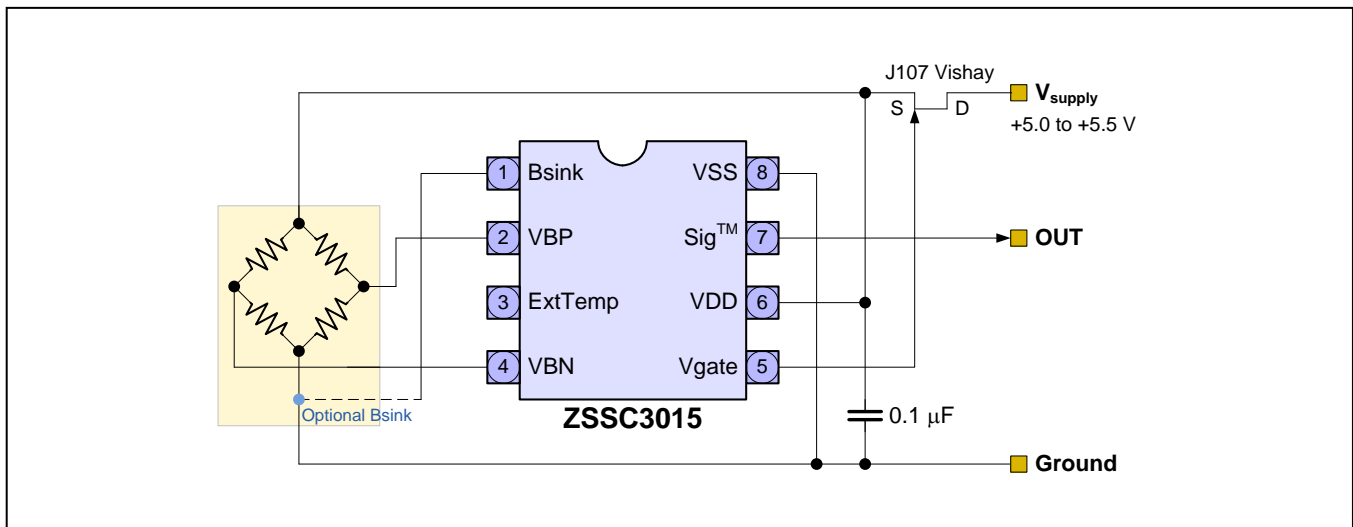 J107 Vishay
S
D
V_supply
+5.0 to +5.5 V
1 Bsink
VSS 8
2 VBP
Sig™ 7
OUT
3 ExtTemp
VDD 6
4 VBN
Vgate 5
Optional Bsink
ZSSC3015
0.1 μF
Ground